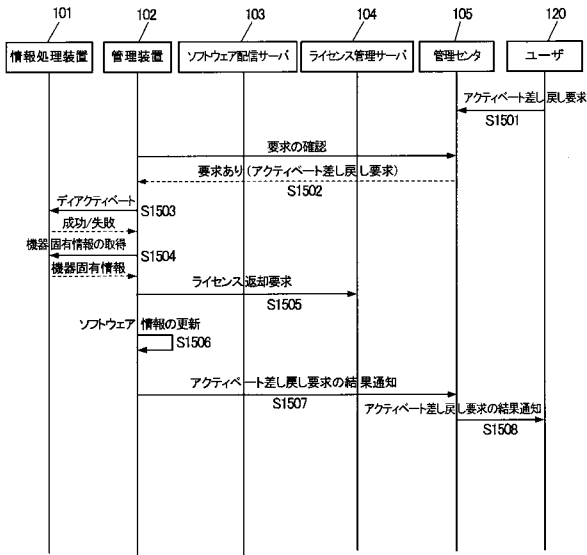 101 102 103 104 105 120
情報処理装置 管理装置 ソフトウェア配信サーバ ライセンス管理サーバ 管理センタ ユーザ
アクティベート差し戻し要求
S1501
要求の確認
要求あり(アクティベート差し戻し要求)
S1502
ディアクティベート
S1503
成功/失敗
機器固有情報の取得
S1504
機器固有情報
ライセンス返却要求
S1505
ソフトウェア情報の更新
S1506
アクティベート差し戻し要求の結果通知
S1507
アクティベート差し戻し要求の結果通知
S1508